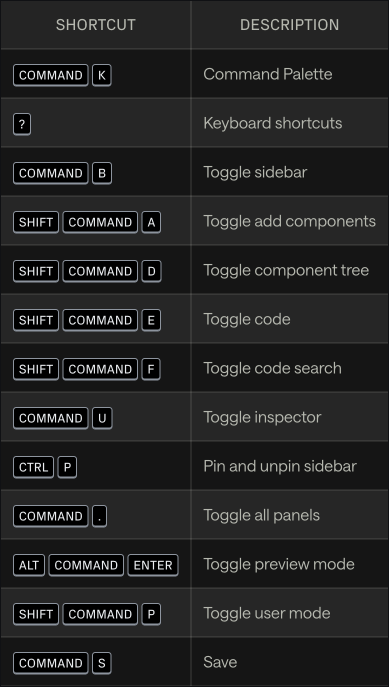 SHORTCUT DESCRIPTION
COMMAND K Command Palette
? Keyboard shortcuts
COMMAND B Toggle sidebar
SHIFT COMMAND A Toggle add components
SHIFT COMMAND D Toggle component tree
SHIFT COMMAND E Toggle code
SHIFT COMMAND F Toggle code search
COMMAND U Toggle inspector
CTRL P Pin and unpin sidebar
COMMAND . Toggle all panels
ALT COMMAND ENTER Toggle preview mode
SHIFT COMMAND P Toggle user mode
COMMAND S Save